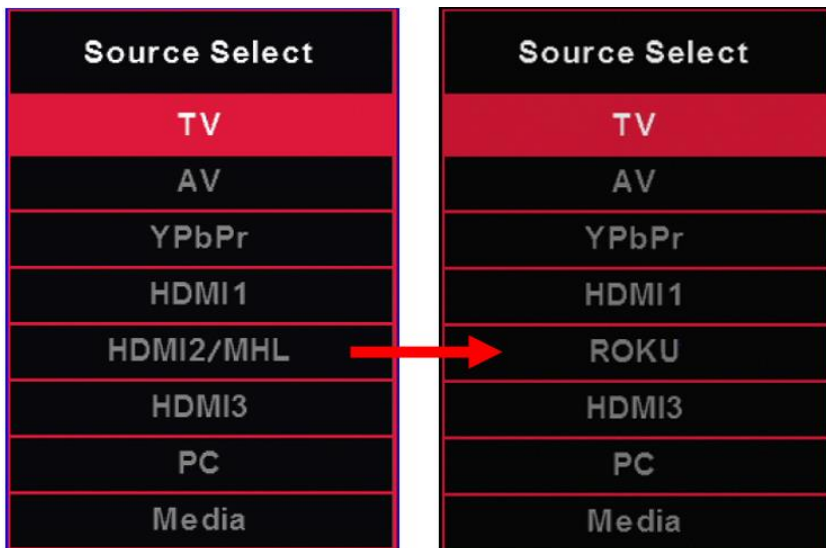 Source Select
TV
AV
YPbPr
HDMI1
HDMI2/MHL
HDMI3
PC
Media
Source Select
TV
AV
YPbPr
HDMI1
ROKU
HDMI3
PC
Media